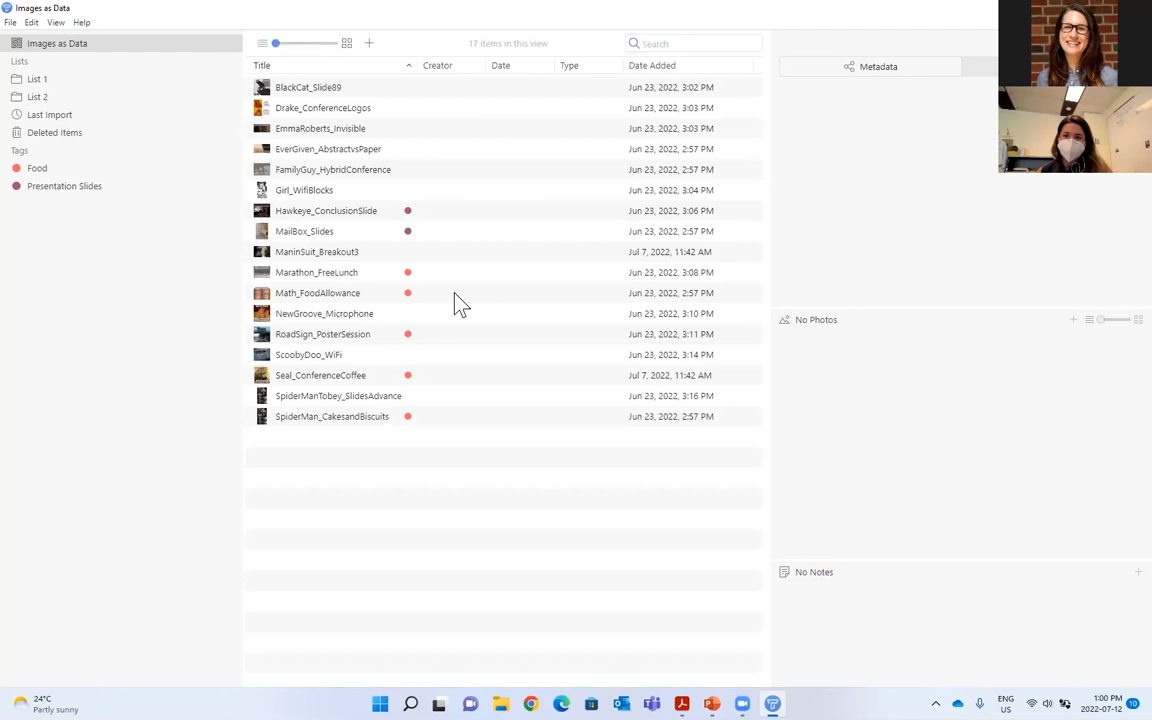 Images as Data
File Edit View Help
Images as Data
Lists
List 1
List 2
Last Import
Deleted Items
Tags
Food
Presentation Slides
17 items in this view
Search
Title Creator Date Type Date Added
BlackCat_Slide89 Jun 23, 2022, 3:02 PM
Drake_ConferenceLogos Jun 23, 2022, 3:03 PM
EmmaRoberts_Invisible Jun 23, 2022, 3:03 PM
EverGiven_AbstractvsPaper Jun 23, 2022, 2:57 PM
FamilyGuy_HybridConference Jun 23, 2022, 2:57 PM
Girl_WifiBlocks Jun 23, 2022, 3:04 PM
Hawkeye_ConclusionSlide Jun 23, 2022, 3:06 PM
MailBox_Slides Jun 23, 2022, 2:57 PM
ManinSuit_Breakout3 Jul 7, 2022, 11:42 AM
Marathon_FreeLunch Jun 23, 2022, 3:08 PM
Math_FoodAllowance Jun 23, 2022, 2:57 PM
NewGroove_Microphone Jun 23, 2022, 3:10 PM
RoadSign_PosterSession Jun 23, 2022, 3:11 PM
ScoobyDoo_WiFi Jun 23, 2022, 3:14 PM
Seal_ConferenceCoffee Jul 7, 2022, 11:42 AM
SpiderManTobey_SlidesAdvance Jun 23, 2022, 3:16 PM
SpiderMan_CakesandBiscuits Jun 23, 2022, 2:57 PM
Metadata
No Photos
No Notes
24°C
Partly sunny
ENG
US
1:00 PM
2022-07-12
10